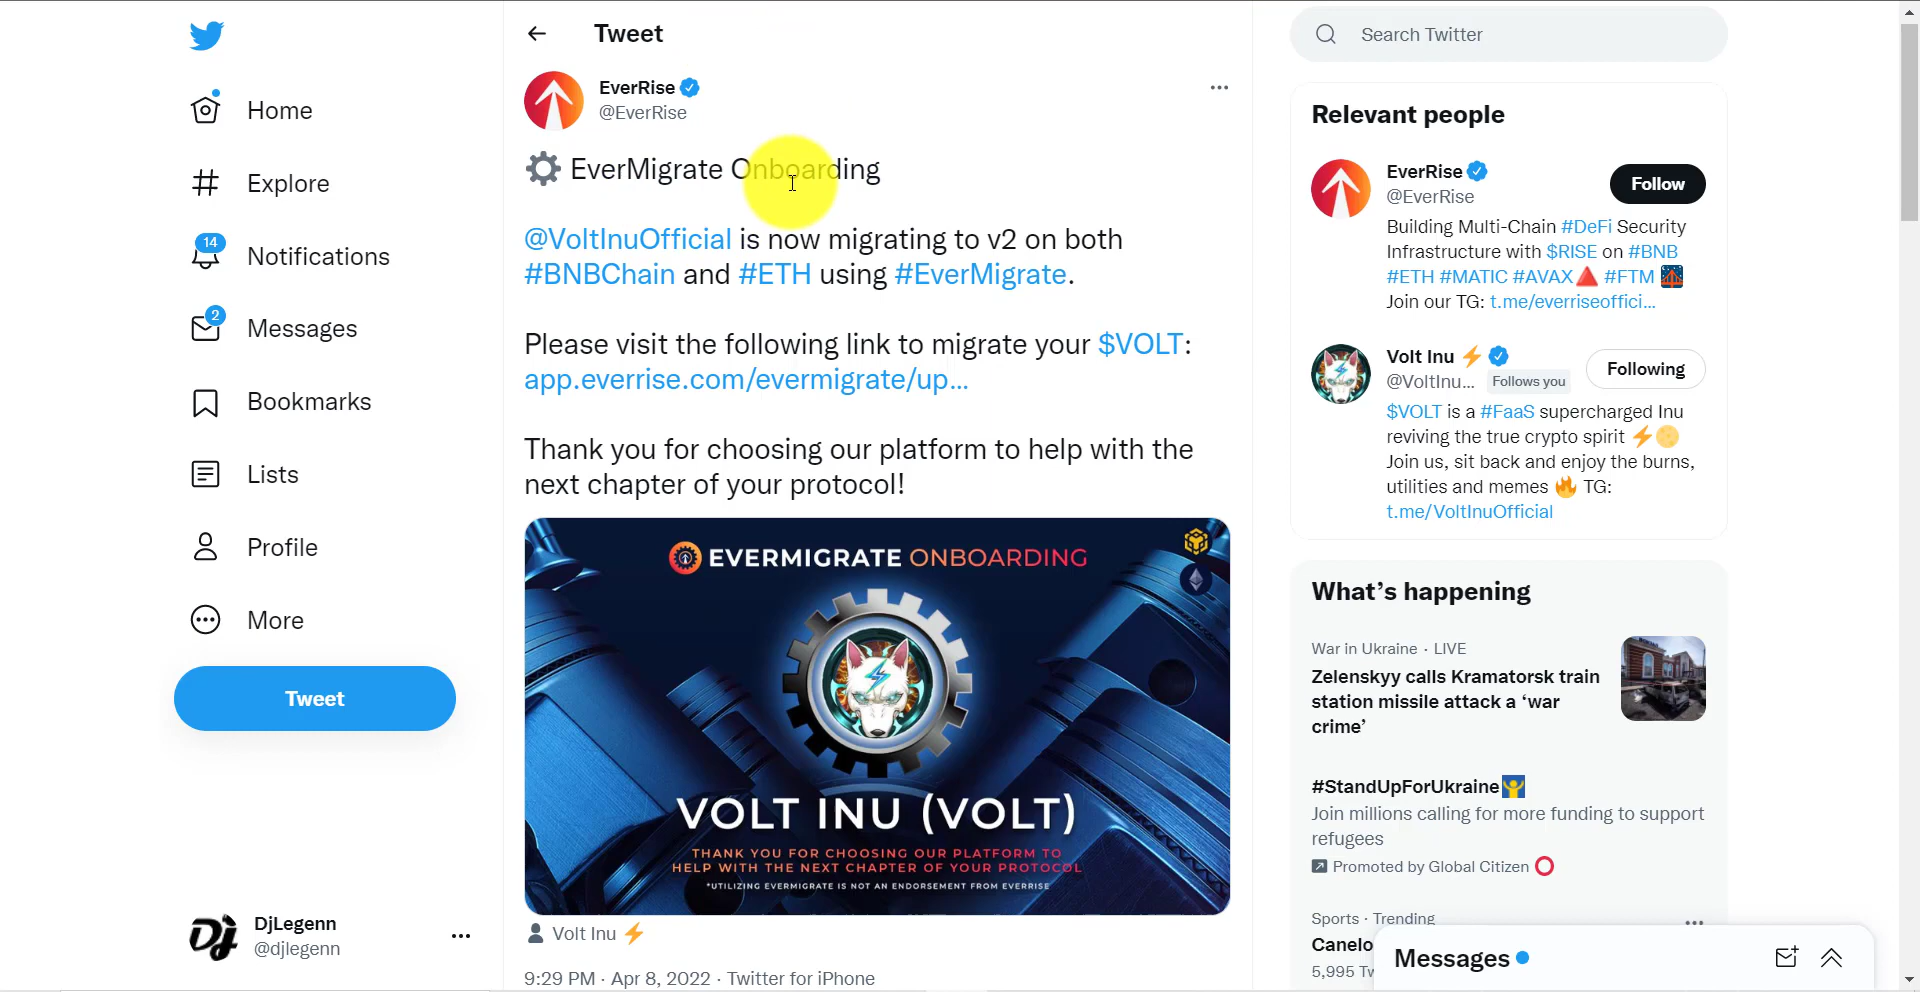 Tweet
Search Twitter
Home
Explore
14
Notifications
2
Messages
Bookmarks
Lists
Profile
More
Tweet
DjLegenn
@djlegenn
EverRise
@EverRise
EverMigrate Onboarding
@VoltInuOfficial is now migrating to v2 on both
#BNBChain and #ETH using #EverMigrate.
Please visit the following link to migrate your $VOLT:
app.everrise.com/evermigrate/up...
Thank you for choosing our platform to help with the
next chapter of your protocol!
EVERMIGRATE ONBOARDING
VOLT INU (VOLT)
THANK YOU FOR CHOOSING OUR PLATFORM TO
HELP WITH THE NEXT CHAPTER OF YOUR PROTOCOL
*UTILIZING EVERMIGRATE IS NOT AN ENDORSEMENT FROM EVERRISE
Volt Inu ⚡
9:29 PM · Apr 8, 2022 · Twitter for iPhone
Relevant people
EverRise
@EverRise
Follow
Building Multi-Chain #DeFi Security
Infrastructure with $RISE on #BNB
#ETH #MATIC #AVAX🔺 #FTM 🌉
Join our TG: t.me/everriseoffici...
Volt Inu ⚡
@VoltInu... Follows you
Following
$VOLT is a #FaaS supercharged Inu
reviving the true crypto spirit ⚡🌕
Join us, sit back and enjoy the burns,
utilities and memes 🔥 TG:
t.me/VoltInuOfficial
What's happening
War in Ukraine · LIVE
Zelenskyy calls Kramatorsk train
station missile attack a 'war
crime'
#StandUpForUkraine
Join millions calling for more funding to support
refugees
Promoted by Global Citizen ⭕
Sports · Trending
Canelo
5,995 Tw
Messages